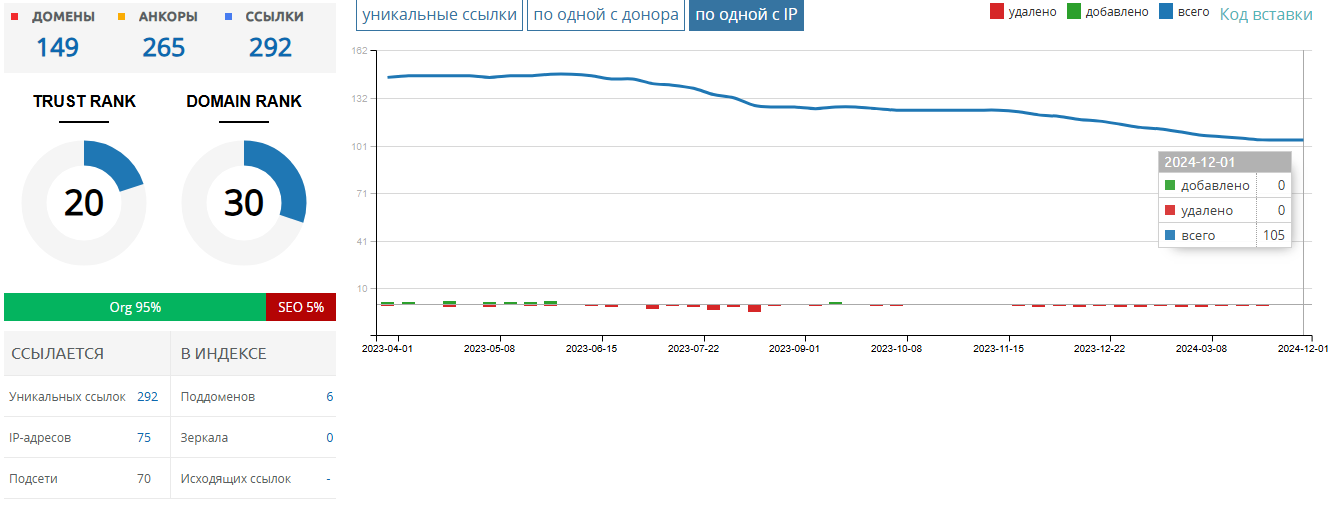 ДОМЕНЫ АНКОРЫ ССЫЛКИ
149 265 292
TRUST RANK DOMAIN RANK
20 30
Org 95% SEO 5%
ССЫЛАЕТСЯ В ИНДЕКСЕ
Уникальных ссылок 292 Поддоменов 6
IP-адресов 75 Зеркала 0
Подсети 70 Исходящих ссылок -
уникальные ссылки по одной с донора по одной с IP
удалено добавлено всего Код вставки
162
132
101
71
41
10
2024-12-01
добавлено 0
удалено 0
всего 105
2023-04-01 2023-05-08 2023-06-15 2023-07-22 2023-09-01 2023-10-08 2023-11-15 2023-12-22 2024-03-08 2024-12-01